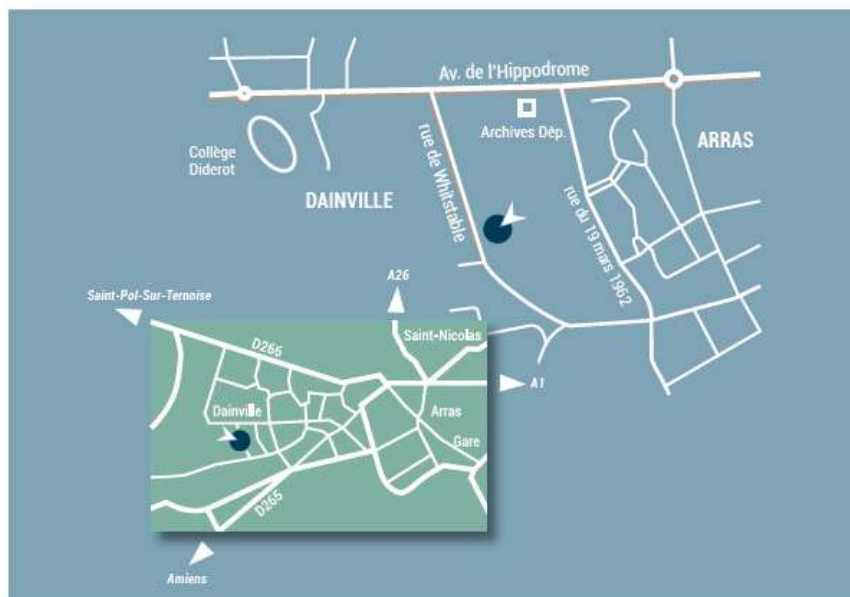 Av. de l'Hippodrome
Archives Dép.
Collège
Diderot
ARRAS
DAINVILLE
rue de Whitstable
rue du 19 mars 1962
A26
Saint-Pol-Sur-Ternoise
Saint-Nicolas
D266
A1
Dainville
Arras
Gare
D265
Amiens